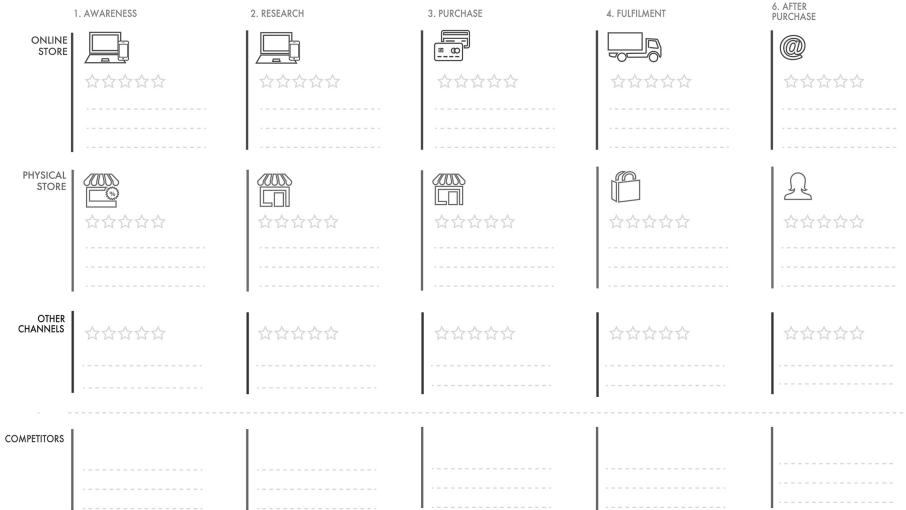 1. AWARENESS
2. RESEARCH
3. PURCHASE
4. FULFILMENT
6. AFTER
PURCHASE
ONLINE
STORE
@
PHYSICAL
STORE
%
OTHER
CHANNELS
COMPETITORS